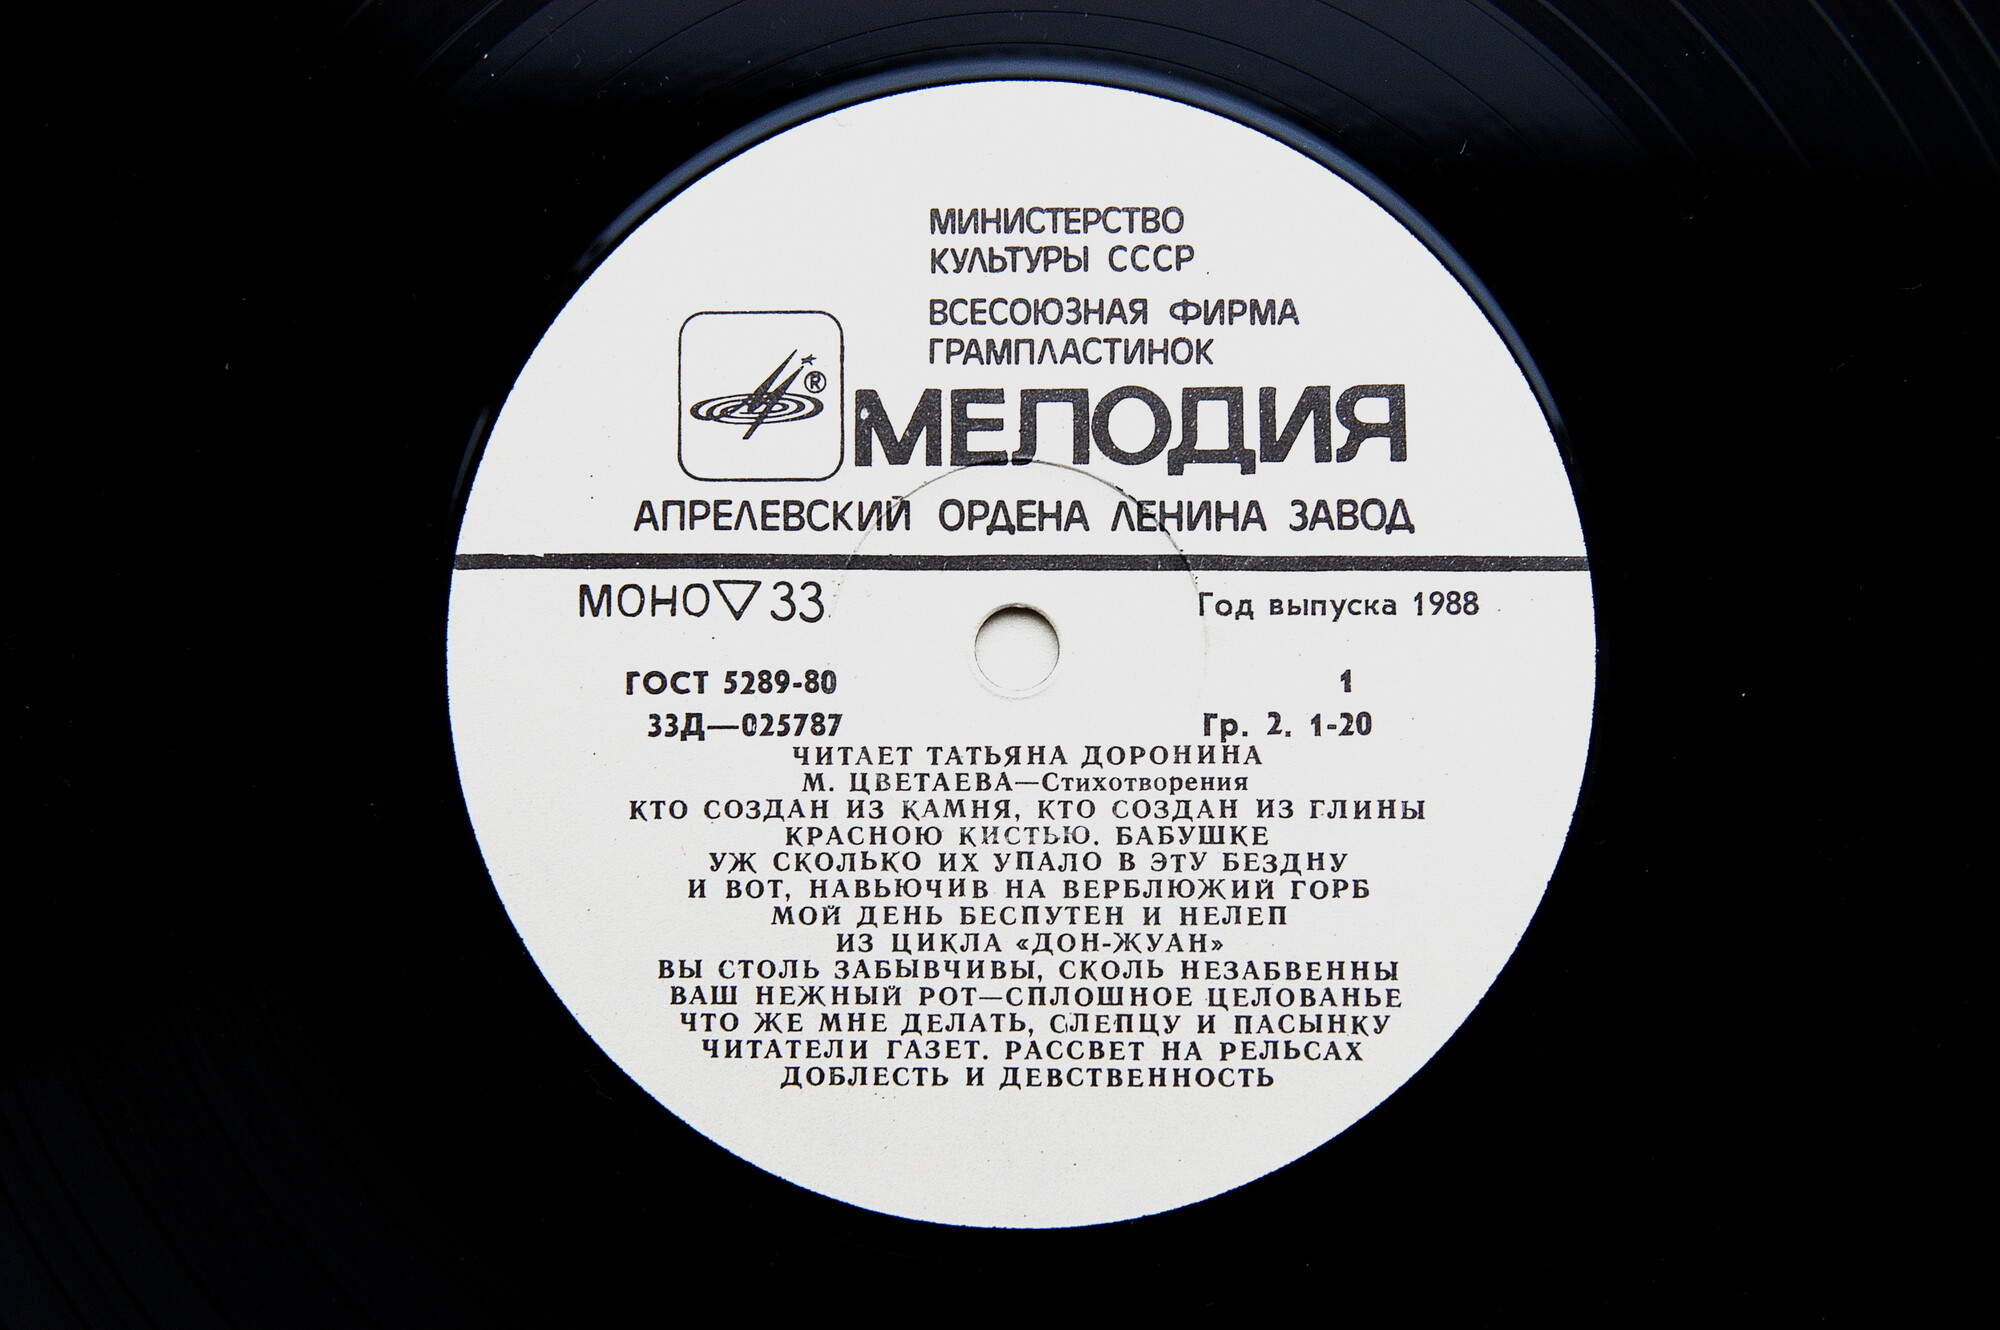 МИНИСТЕРСТВО
КУЛЬТУРЫ СССР
ВСЕСОЮЗНАЯ ФИРМА
ГРАМПЛАСТИНОК
®
МЕЛОДИЯ
АПРЕЛЕВСКИЙ ОРДЕНА ЛЕНИНА ЗАВОД
МОНО▽33
Год выпуска 1988
ГОСТ 5289-80
1
33Д—025787
Гр. 2. 1-20
ЧИТАЕТ ТАТЬЯНА ДОРОНИНА
М. ЦВЕТАЕВА—Стихотворения
КТО СОЗДАН ИЗ КАМНЯ, КТО СОЗДАН ИЗ ГЛИНЫ
КРАСНОЮ КИСТЬЮ. БАБУШКЕ
УЖ СКОЛЬКО ИХ УПАЛО В ЭТУ БЕЗДНУ
И ВОТ, НАВЬЮЧИВ НА ВЕРБЛЮЖИЙ ГОРБ
МОЙ ДЕНЬ БЕСПУТЕН И НЕЛЕП
ИЗ ЦИКЛА «ДОН-ЖУАН»
ВЫ СТОЛЬ ЗАБЫВЧИВЫ, СКОЛЬ НЕЗАБВЕННЫ
ВАШ НЕЖНЫЙ РОТ—СПЛОШНОЕ ЦЕЛОВАНЬЕ
ЧТО ЖЕ МНЕ ДЕЛАТЬ, СЛЕПЦУ И ПАСЫНКУ
ЧИТАТЕЛИ ГАЗЕТ. РАССВЕТ НА РЕЛЬСАХ
ДОБЛЕСТЬ И ДЕВСТВЕННОСТЬ